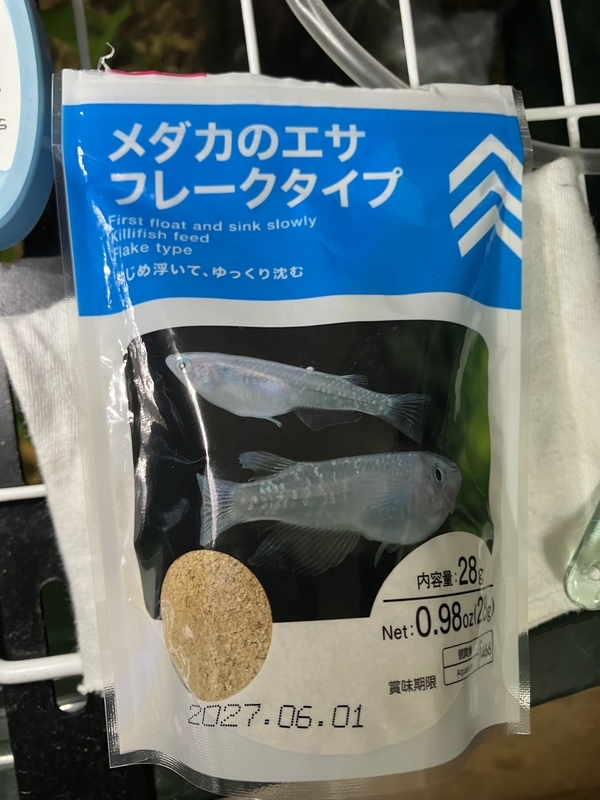 メダカのエサ
フレークタイプ
First float and sink slowly
Killifish feed
Flake type
じめ浮いて、ゆっくり沈む
内容量:28g
Net:0.98oz(28g)
賞味期限
2027.06.01